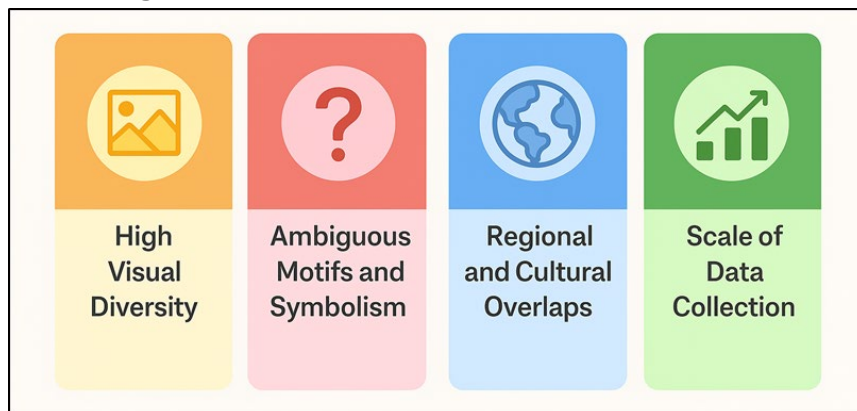 High
Visual
Diversity
Ambiguous
Motifs and
Symbolism
Regional
and Cultural
Overlaps
Scale of
Data
Collection